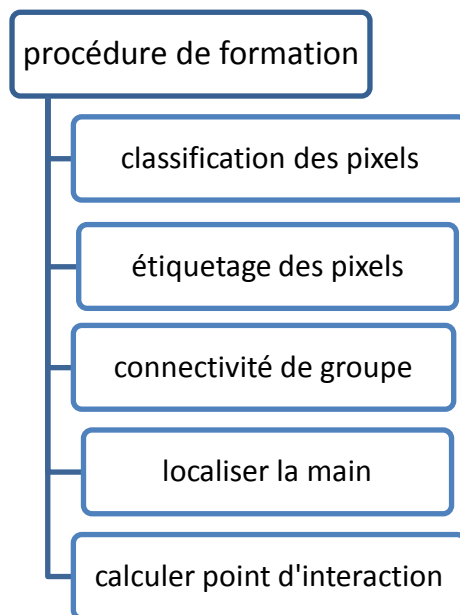 procédure de formation
classification des pixels
étiquetage des pixels
connectivité de groupe
localiser la main
calculer point d'interaction